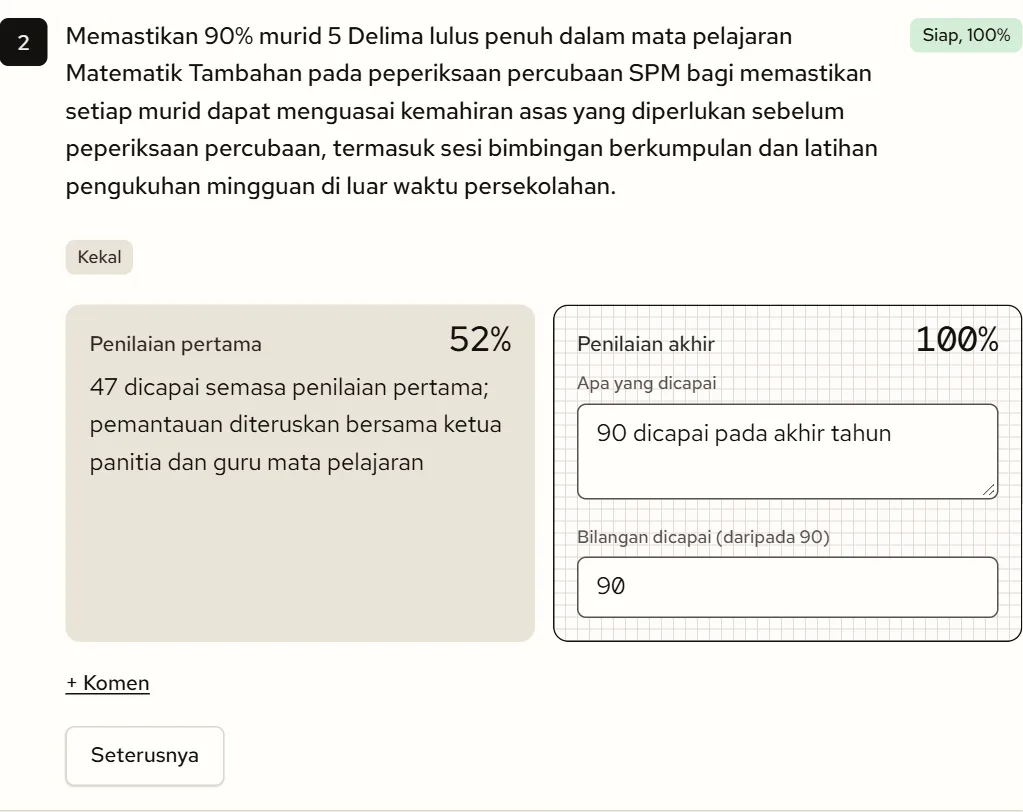 2
Memastikan 90% murid 5 Delima lulus penuh dalam mata pelajaran
Matematik Tambahan pada peperiksaan percubaan SPM bagi memastikan
setiap murid dapat menguasai kemahiran asas yang diperlukan sebelum
peperiksaan percubaan, termasuk sesi bimbingan berkumpulan dan latihan
pengukuhan mingguan di luar waktu persekolahan.
Siap, 100%
Kekal
Penilaian pertama
52%
47 dicapai semasa penilaian pertama;
pemantauan diteruskan bersama ketua
panitia dan guru mata pelajaran
Penilaian akhir
100%
Apa yang dicapai
90 dicapai pada akhir tahun
Bilangan dicapai (daripada 90)
90
+ Komen
Seterusnya